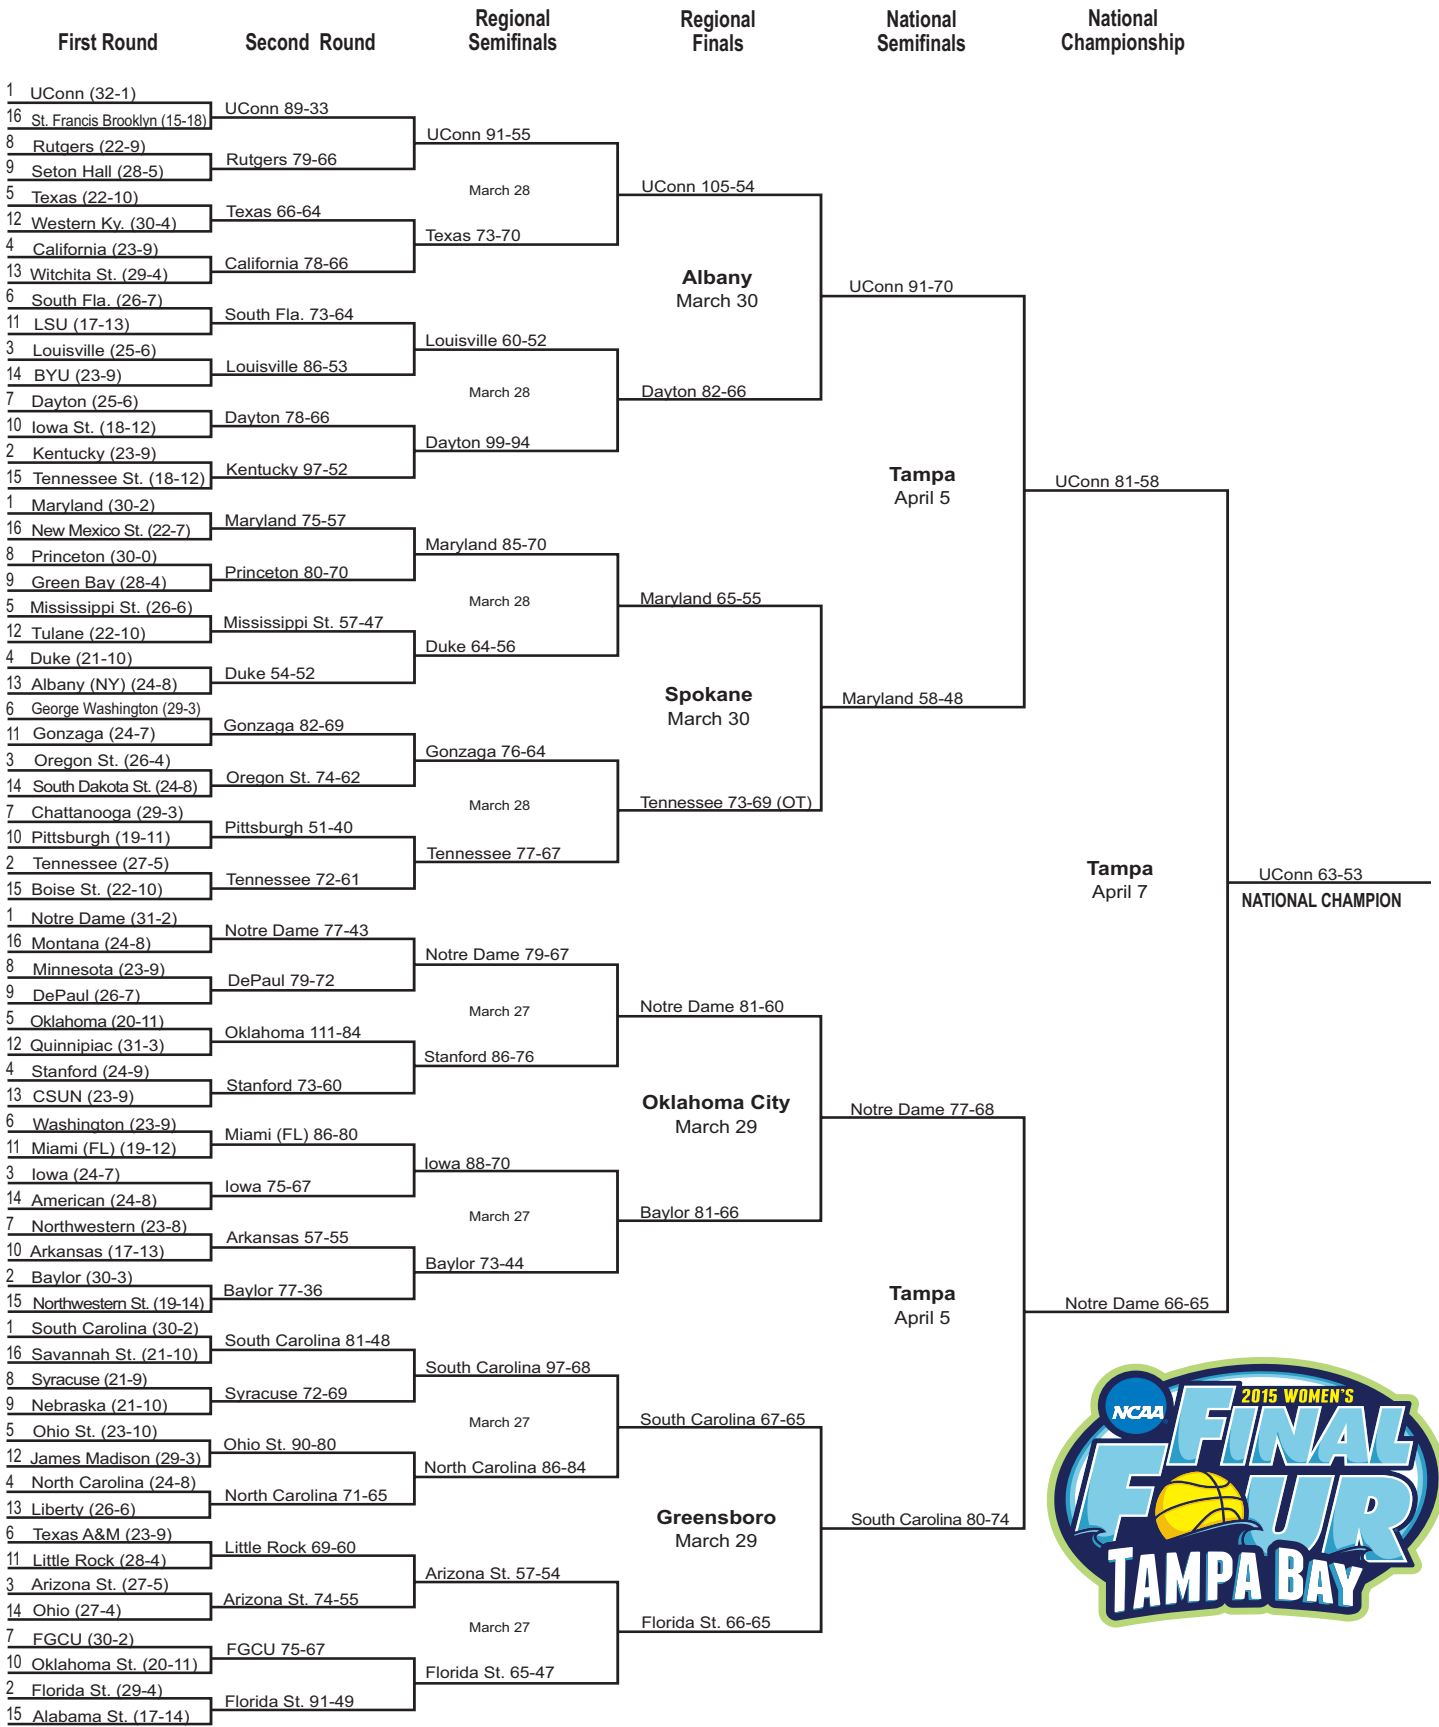 First Round
Second Round
Regional
Semifinals
Regional
Finals
National
Semifinals
National
Championship
1 UConn (32-1)
16 St. Francis Brooklyn (15-18)
8 Rutgers (22-9)
9 Seton Hall (28-5)
5 Texas (22-10)
12 Western Ky. (30-4)
4 California (23-9)
13 Witchita St. (29-4)
6 South Fla. (26-7)
11 LSU (17-13)
3 Louisville (25-6)
14 BYU (23-9)
7 Dayton (25-6)
10 Iowa St. (18-12)
2 Kentucky (23-9)
15 Tennessee St. (18-12)
1 Maryland (30-2)
16 New Mexico St. (22-7)
8 Princeton (30-0)
9 Green Bay (28-4)
5 Mississippi St. (26-6)
12 Tulane (22-10)
4 Duke (21-10)
13 Albany (NY) (24-8)
6 George Washington (29-3)
11 Gonzaga (24-7)
3 Oregon St. (26-4)
14 South Dakota St. (24-8)
7 Chattanooga (29-3)
10 Pittsburgh (19-11)
2 Tennessee (27-5)
15 Boise St. (22-10)
1 Notre Dame (31-2)
16 Montana (24-8)
8 Minnesota (23-9)
9 DePaul (26-7)
5 Oklahoma (20-11)
12 Quinnipiac (31-3)
4 Stanford (24-9)
13 CSUN (23-9)
6 Washington (23-9)
11 Miami (FL) (19-12)
3 Iowa (24-7)
14 American (24-8)
7 Northwestern (23-8)
10 Arkansas (17-13)
2 Baylor (30-3)
15 Northwestern St. (19-14)
1 South Carolina (30-2)
16 Savannah St. (21-10)
8 Syracuse (21-9)
9 Nebraska (21-10)
5 Ohio St. (23-10)
12 James Madison (29-3)
4 North Carolina (24-8)
13 Liberty (26-6)
6 Texas A&M (23-9)
11 Little Rock (28-4)
3 Arizona St. (27-5)
14 Ohio (27-4)
7 FGCU (30-2)
10 Oklahoma St. (20-11)
2 Florida St. (29-4)
15 Alabama St. (17-14)
UConn 89-33
Rutgers 79-66
Texas 66-64
California 78-66
South Fla. 73-64
Louisville 86-53
Dayton 78-66
Kentucky 97-52
Maryland 75-57
Princeton 80-70
Mississippi St. 57-47
Duke 54-52
Gonzaga 82-69
Oregon St. 74-62
Pittsburgh 51-40
Tennessee 72-61
Notre Dame 77-43
DePaul 79-72
Oklahoma 111-84
Stanford 73-60
Miami (FL) 86-80
Iowa 75-67
Arkansas 57-55
Baylor 77-36
South Carolina 81-48
Syracuse 72-69
Ohio St. 90-80
North Carolina 71-65
Little Rock 69-60
Arizona St. 74-55
FGCU 75-67
Florida St. 91-49
UConn 91-55
March 28
Texas 73-70
Louisville 60-52
March 28
Dayton 99-94
Maryland 85-70
March 28
Duke 64-56
Gonzaga 76-64
March 28
Tennessee 77-67
Notre Dame 79-67
March 27
Stanford 86-76
Iowa 88-70
March 27
Baylor 73-44
South Carolina 97-68
March 27
North Carolina 86-84
Arizona St. 57-54
March 27
Florida St. 65-47
UConn 105-54
Albany
March 30
Dayton 82-66
Maryland 65-55
Spokane
March 30
Tennessee 73-69 (OT)
Notre Dame 81-60
Oklahoma City
March 29
Baylor 81-66
South Carolina 67-65
Greensboro
March 29
Florida St. 66-65
UConn 91-70
Tampa
April 5
Maryland 58-48
Notre Dame 77-68
Tampa
April 5
South Carolina 80-74
UConn 81-58
Tampa
April 7
Notre Dame 66-65
UConn 63-53
NATIONAL CHAMPION
NCAA
2015 WOMEN'S
FINAL
FOUR
TAMPA BAY